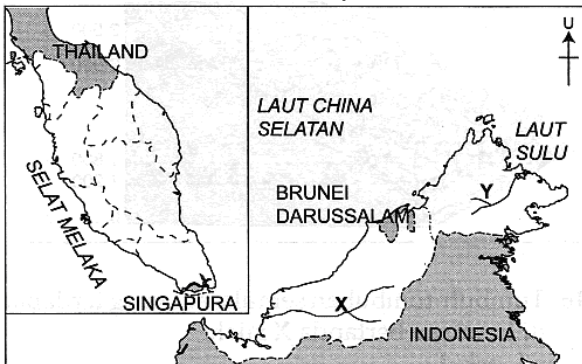 THAILAND
U
LAUT CHINA
SELATAN
LAUT
SULU
SELAT MELAKA
BRUNEI
DARUSSALAM
Y
SINGAPURA
X
INDONESIA